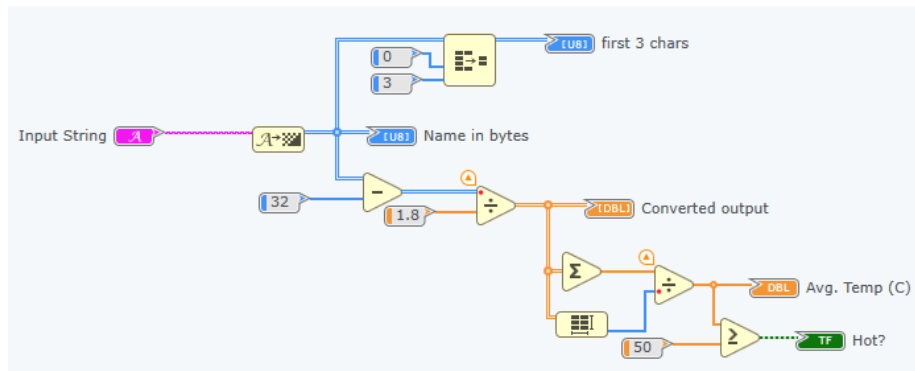 0
[U8] first 3 chars
3
Input String A
A
[U8] Name in bytes
32
−
1.8
÷
[DBL] Converted output
Σ
÷
DBL Avg. Temp (C)
50
≥
TF Hot?